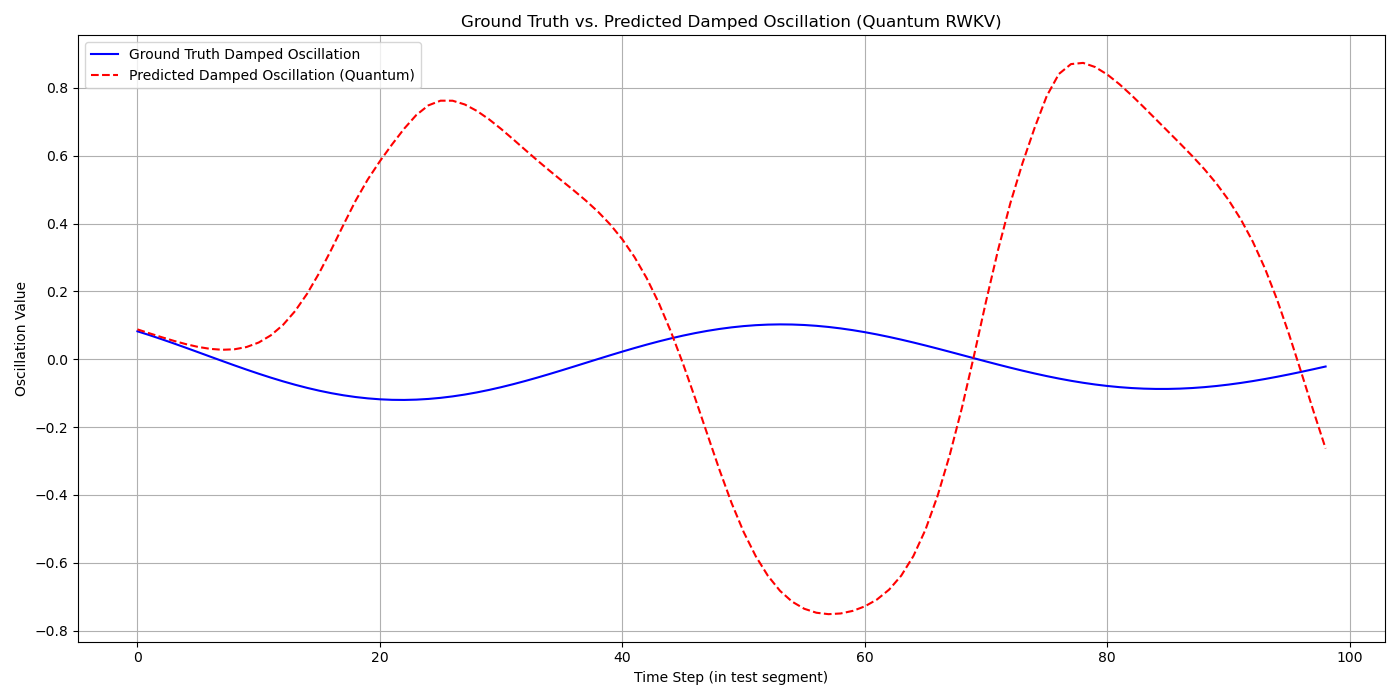 Ground Truth vs. Predicted Damped Oscillation (Quantum RWKV)
Ground Truth Damped Oscillation
Predicted Damped Oscillation (Quantum)
Oscillation Value
0.8
0.6
0.4
0.2
0.0
−0.2
−0.4
−0.6
−0.8
0 20 40 60 80 100
Time Step (in test segment)